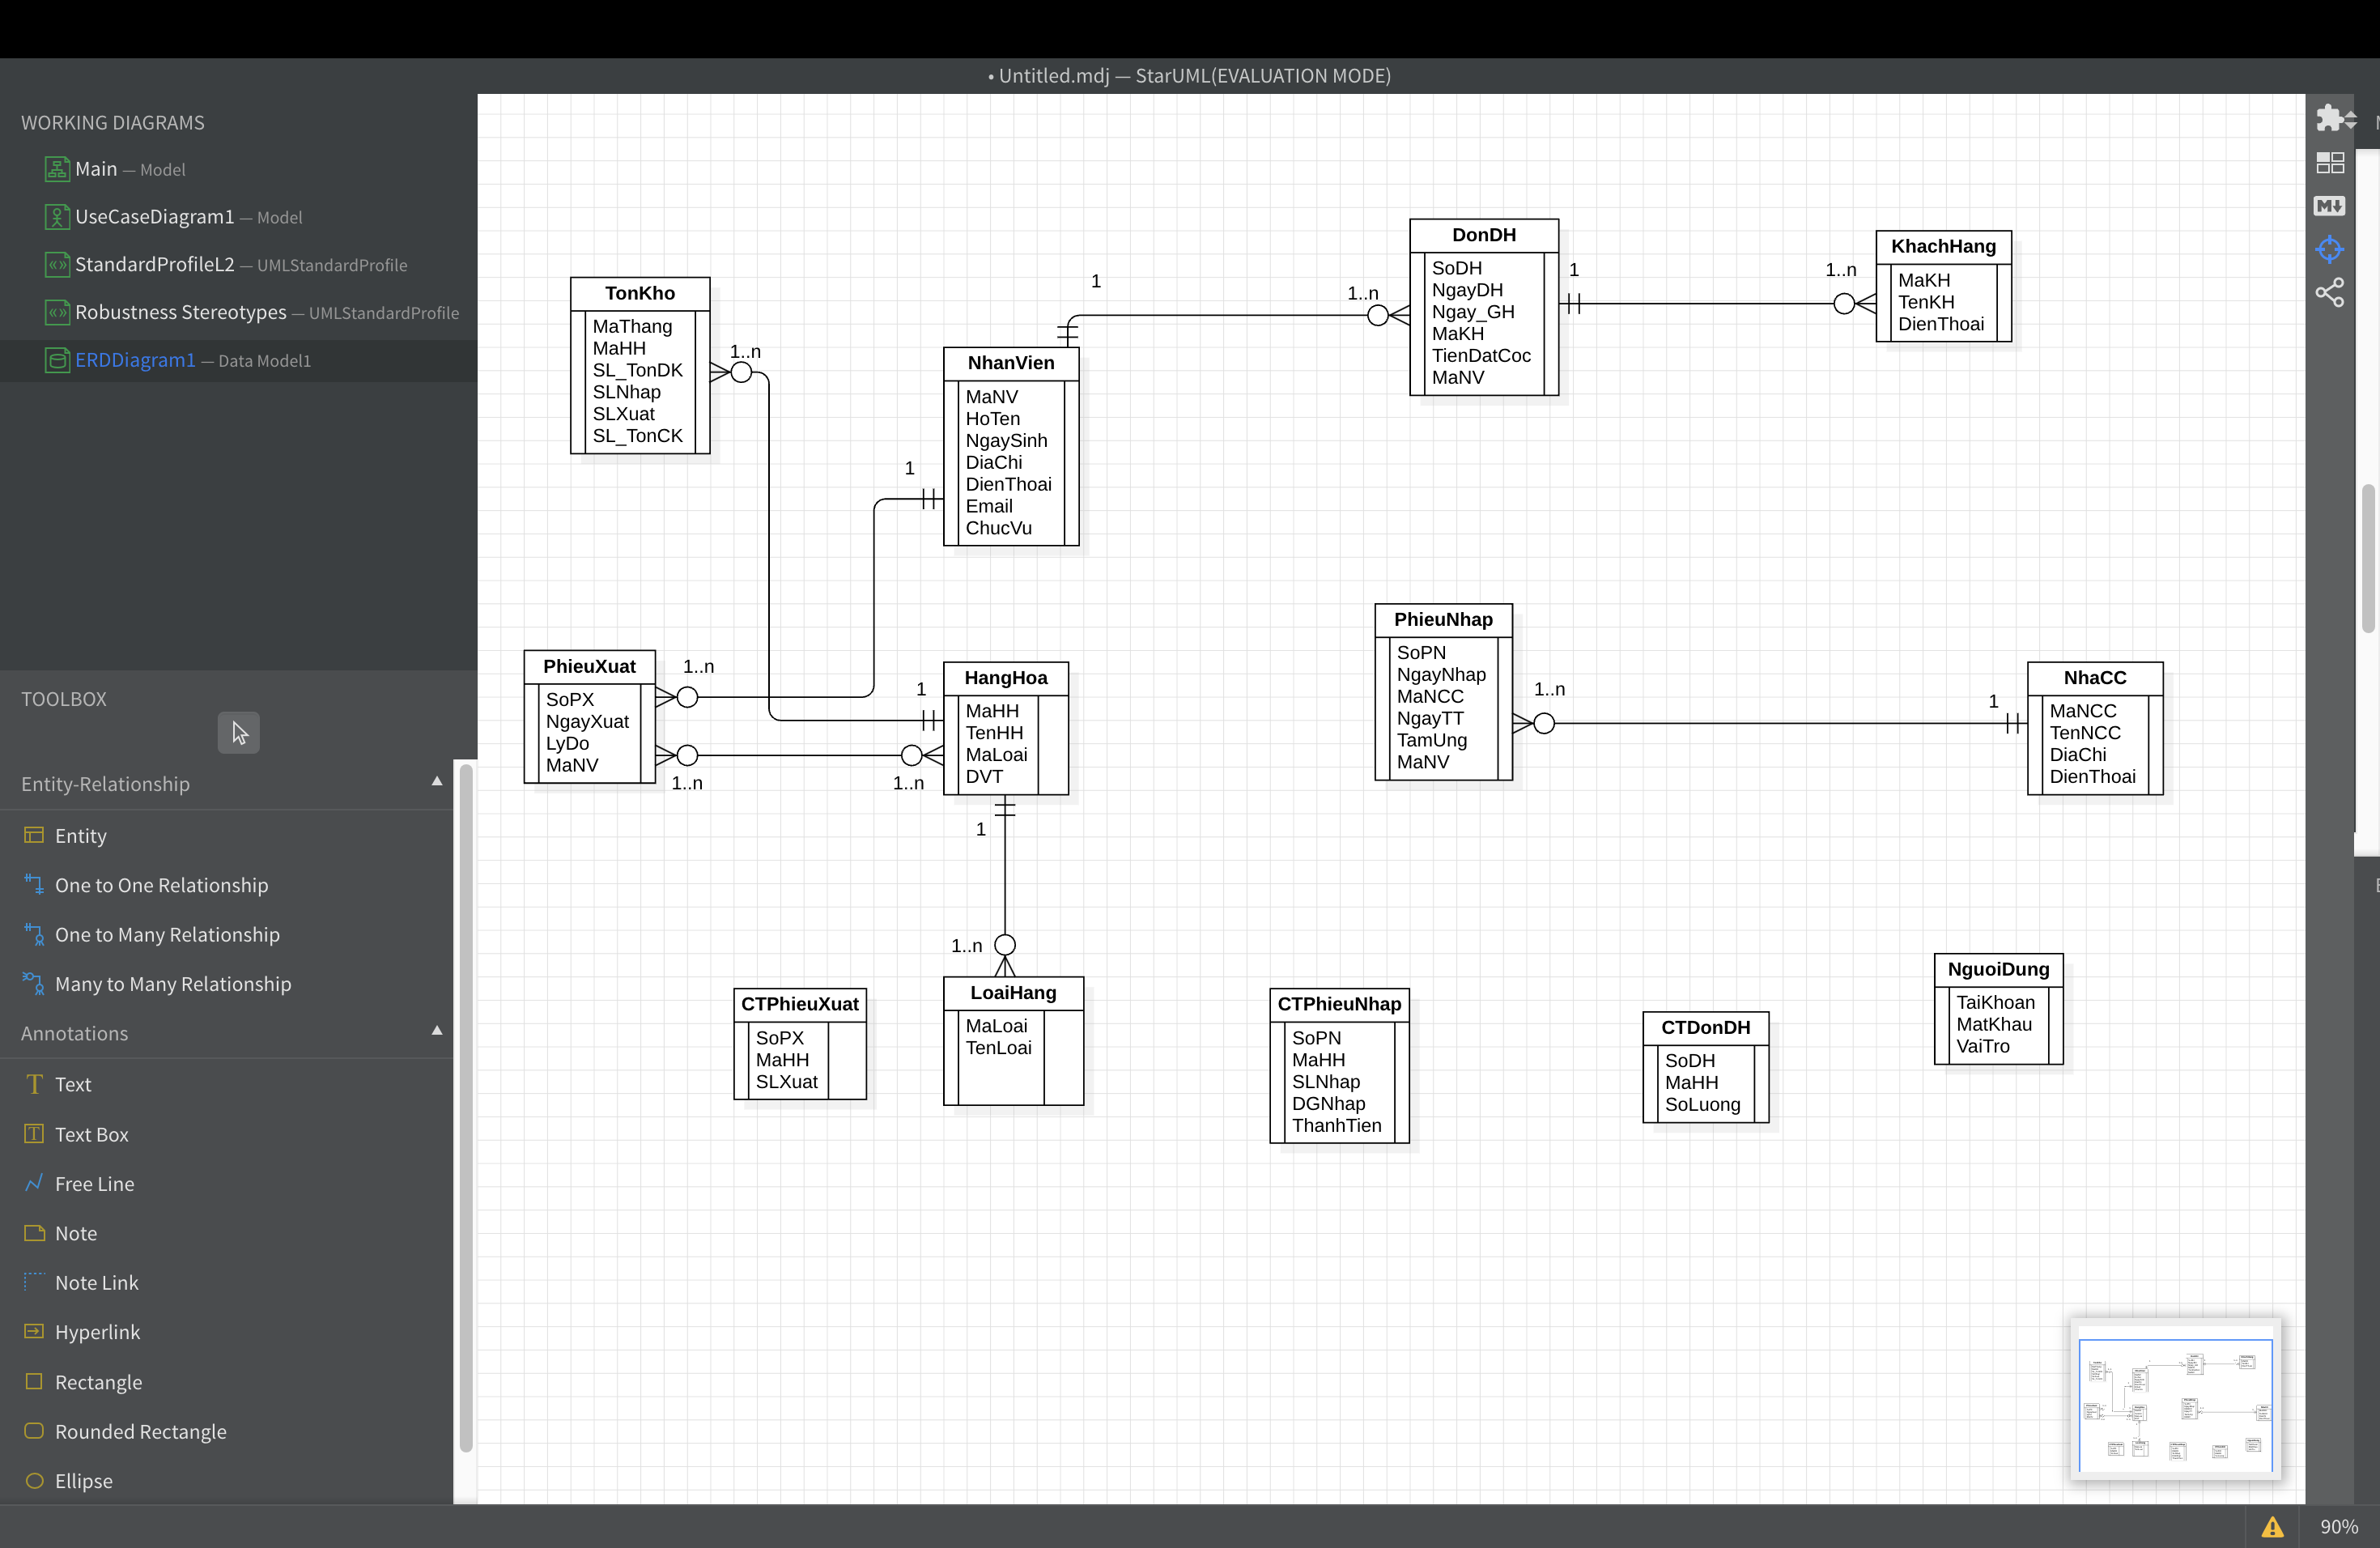 • Untitled.mdj — StarUML(EVALUATION MODE)
WORKING DIAGRAMS
Main — Model
UseCaseDiagram1 — Model
StandardProfileL2 — UMLStandardProfile
Robustness Stereotypes — UMLStandardProfile
ERDDiagram1 — Data Model1
TOOLBOX
Entity-Relationship
Entity
One to One Relationship
One to Many Relationship
Many to Many Relationship
Annotations
Text
Text Box
Free Line
Note
Note Link
Hyperlink
Rectangle
Rounded Rectangle
Ellipse
TonKho
MaThang
MaHH
SL_TonDK
SLNhap
SLXuat
SL_TonCK
1..n
NhanVien
MaNV
HoTen
NgaySinh
DiaChi
DienThoai
Email
ChucVu
1
1
1..n
DonDH
SoDH
NgayDH
Ngay_GH
MaKH
TienDatCoc
MaNV
1
1..n
KhachHang
MaKH
TenKH
DienThoai
PhieuXuat
SoPX
NgayXuat
LyDo
MaNV
1..n
1..n
1
1..n
HangHoa
MaHH
TenHH
MaLoai
DVT
1
1..n
PhieuNhap
SoPN
NgayNhap
MaNCC
NgayTT
TamUng
MaNV
1..n
1
NhaCC
MaNCC
TenNCC
DiaChi
DienThoai
CTPhieuXuat
SoPX
MaHH
SLXuat
LoaiHang
MaLoai
TenLoai
CTPhieuNhap
SoPN
MaHH
SLNhap
DGNhap
ThanhTien
CTDonDH
SoDH
MaHH
SoLuong
NguoiDung
TaiKhoan
MatKhau
VaiTro
90%